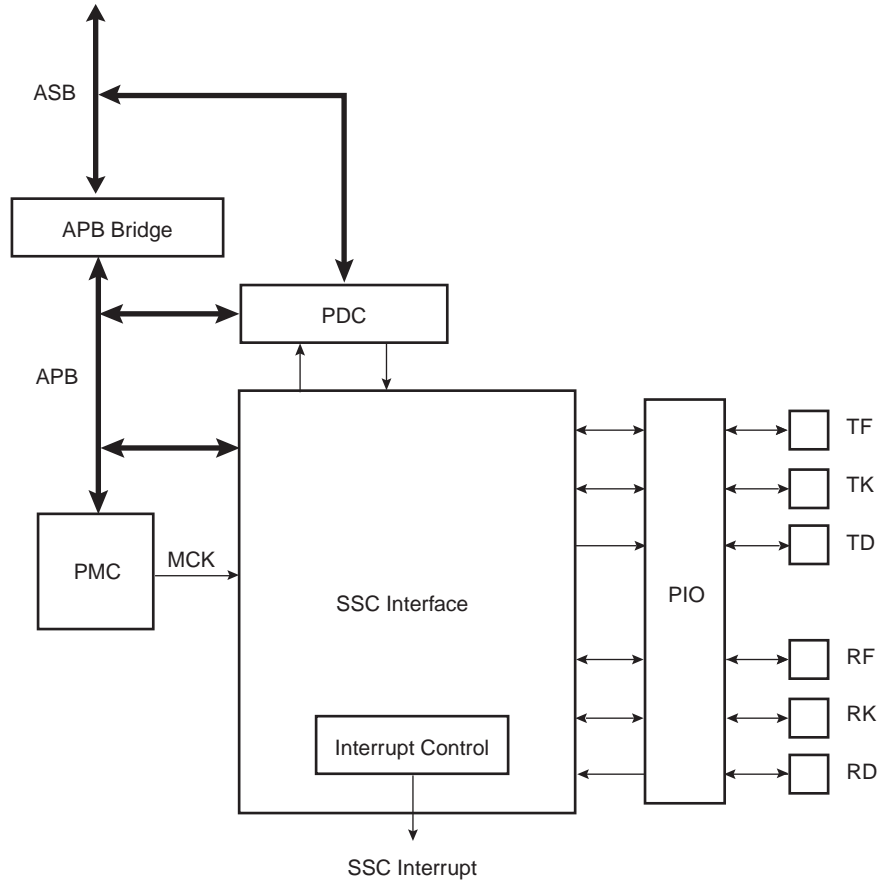 ASB
APB Bridge
PDC
APB
TF
TK
TD
MCK
PMC
SSC Interface
PIO
RF
RK
Interrupt Control
RD
SSC Interrupt